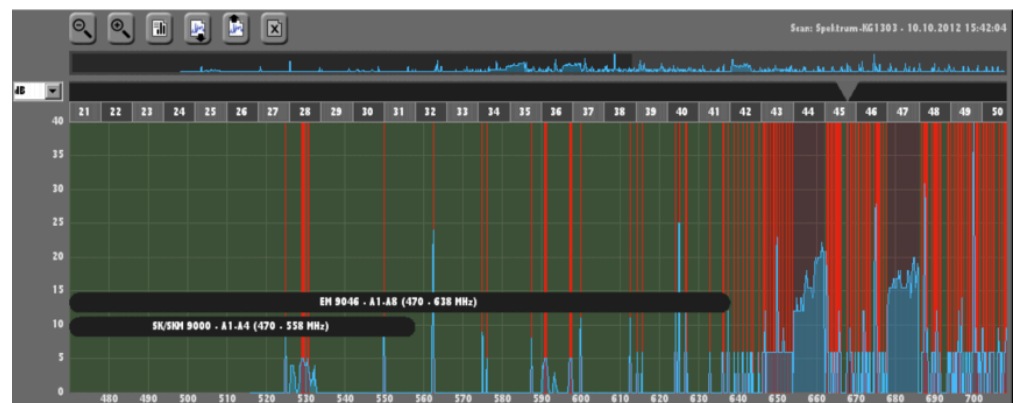 Scan: Spektrum-KG1303 - 10.10.2012 15:42:04
dB
21 22 23 24 25 26 27 28 29 30 31 32 33 34 35 36 37 38 39 40 41 42 43 44 45 46 47 48 49 50
40
35
30
25
20
15
EM 9046 - A1-A8 (470 - 638 MHz)
10
SK/SKM 9000 - A1-A4 (470 - 558 MHz)
5
0
480 490 500 510 520 530 540 550 560 570 580 590 600 610 620 630 640 650 660 670 680 690 700